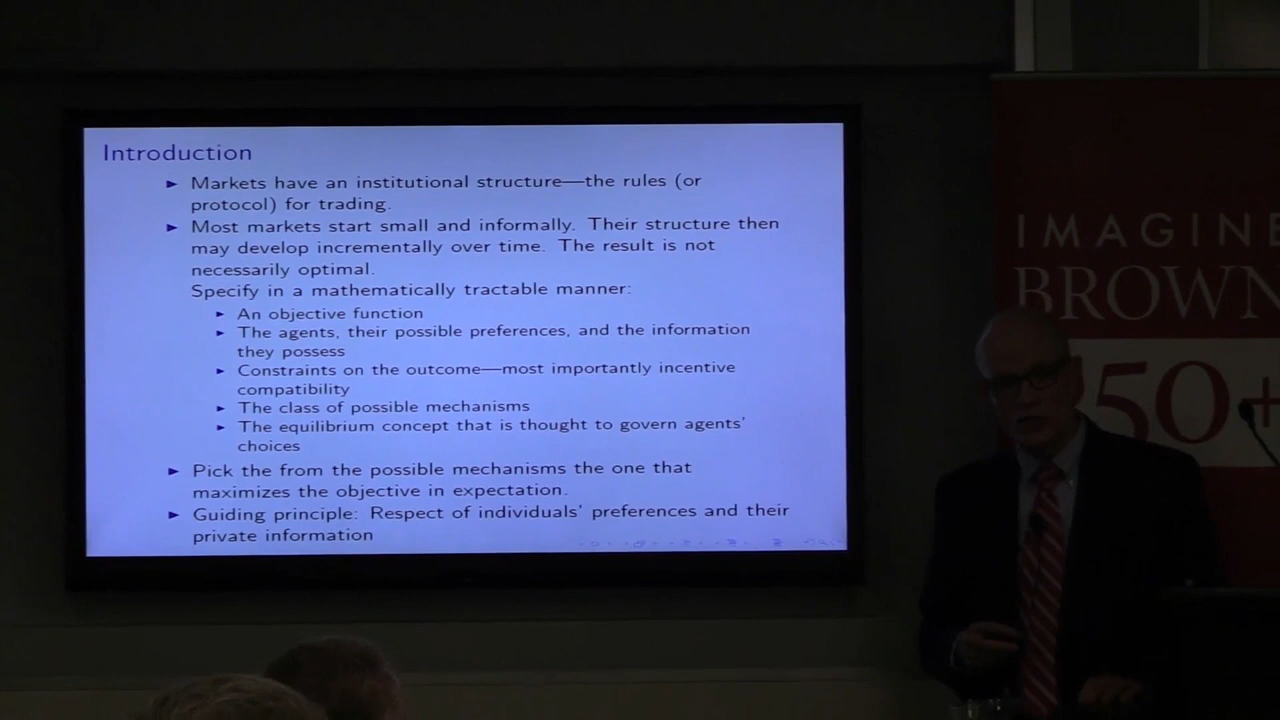 Introduction
► Markets have an institutional structure—the rules (or
protocol) for trading.
► Most markets start small and informally. Their structure then
may develop incrementally over time. The result is not
necessarily optimal.
Specify in a mathematically tractable manner:
► An objective function
► The agents, their possible preferences, and the information
they possess
► Constraints on the outcome—most importantly incentive
compatibility
► The class of possible mechanisms
► The equilibrium concept that is thought to govern agents'
choices
► Pick the from the possible mechanisms the one that
maximizes the objective in expectation.
► Guiding principle: Respect of individuals' preferences and their
private information
IMAGINE
BROWN
50+